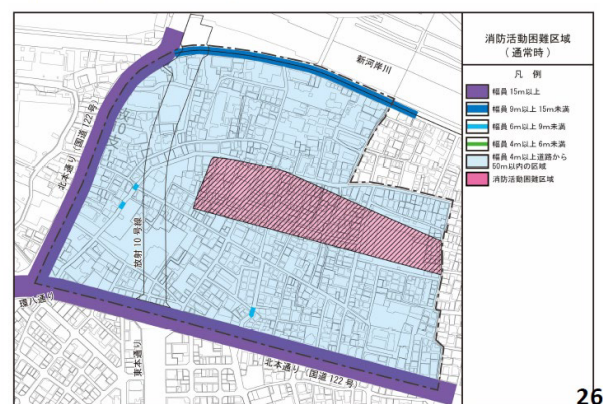 消防活動困難区域
(通常時)
凡 例
幅員 15m以上
幅員 9m以上 15m未満
幅員 6m以上 9m未満
幅員 4m以上 6m未満
幅員 4m以上道路から
50m以内の区域
消防活動困難区域
新河岸川
北本通り(国道122号)
放射10号線
環八通り
東本通り
北本通り(国道122号)
26